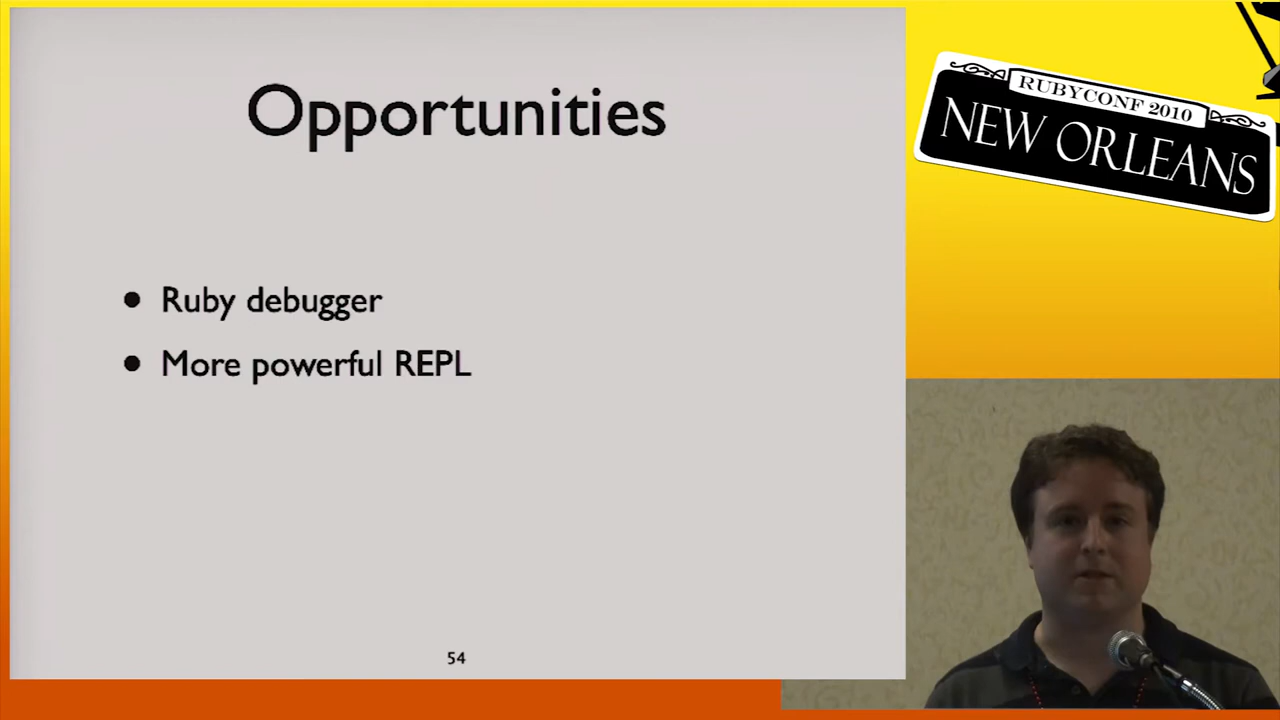 Opportunities
• Ruby debugger
• More powerful REPL
54
RUBYCONF 2010
NEW ORLEANS